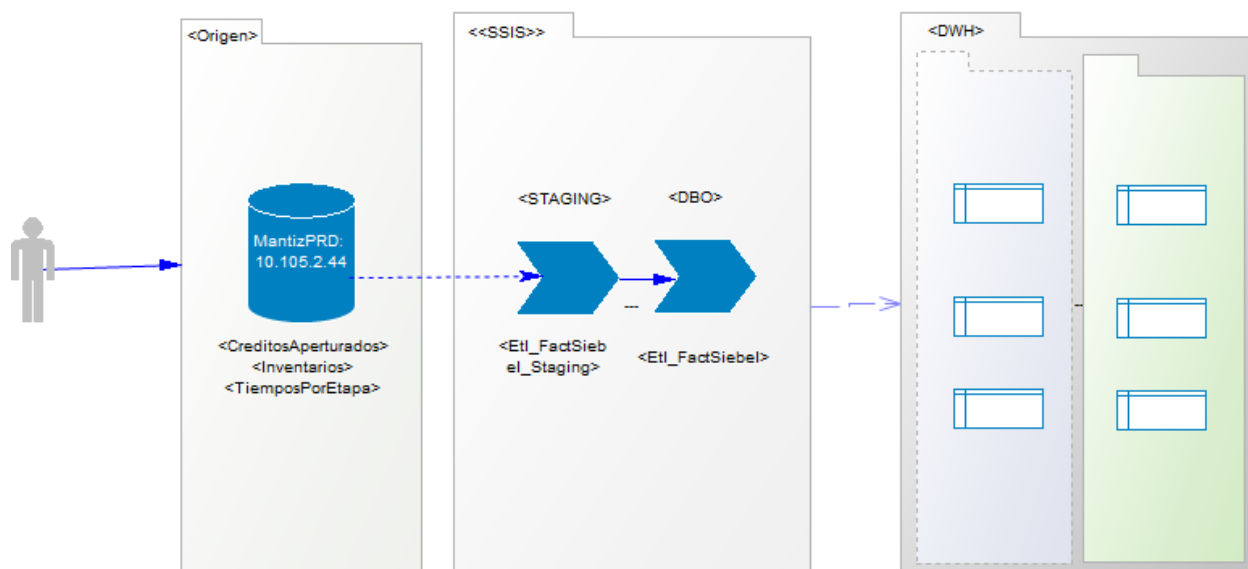 <Origen>
<<SSIS>>
<DWH>
<STAGING>
<DBO>
MantizPRD:
10.105.2.44
---
<CreditosAperturados>
<Inventarios>
<TiemposPorEtapa>
<Etl_FactSieb
el_Staging>
<Etl_FactSiebel>